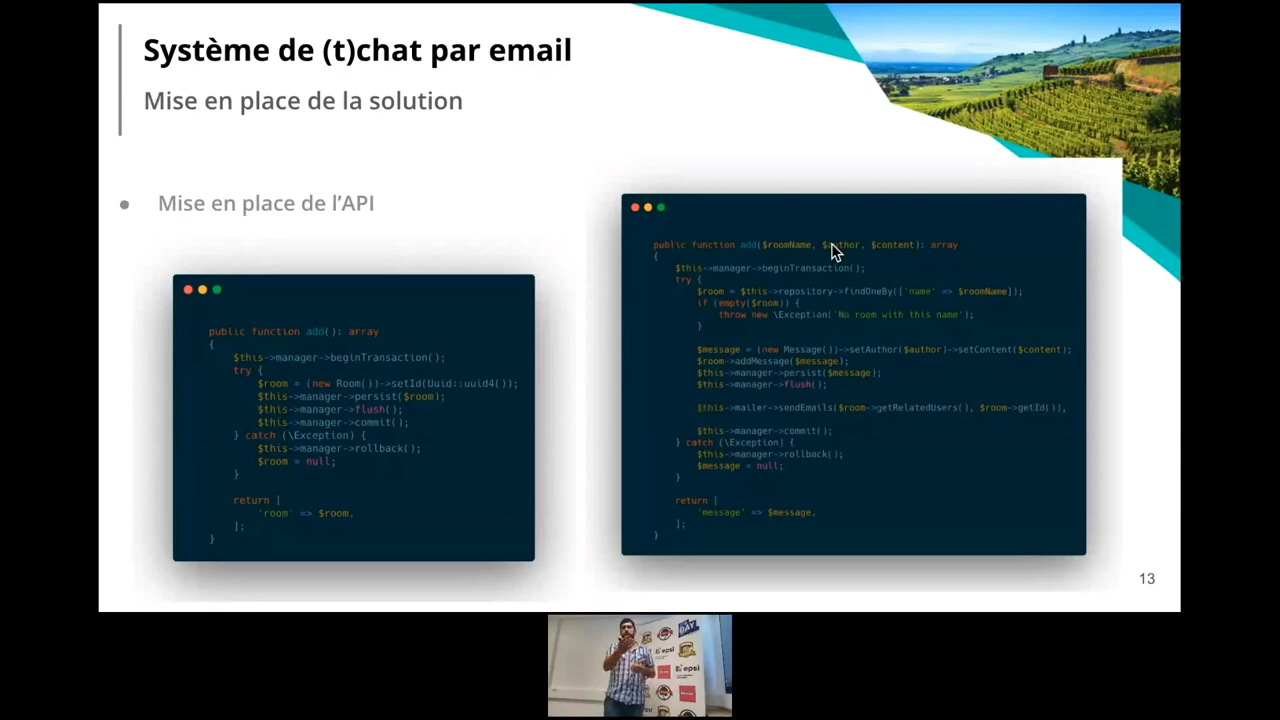 Système de (t)chat par email
Mise en place de la solution
● Mise en place de l’API
public function add(): array
{
$this->manager->beginTransaction();
try {
$room = (new Room())->setId(Uuid::uuid4());
$this->manager->persist($room);
$this->manager->flush();
$this->manager->commit();
} catch (\Exception) {
$this->manager->rollback();
$room = null;
}
return [
'room' => $room,
];
}
public function add($roomName, $author, $content): array
{
$this->manager->beginTransaction();
try {
$room = $this->repository->findOneBy(['name' => $roomName]);
if (empty($room)) {
throw new \Exception('No room with this name');
}
$message = (new Message())->setAuthor($author)->setContent($content);
$room->addMessage($message);
$this->manager->persist($message);
$this->manager->flush();
$this->mailer->sendEmails($room->getRelatedUsers(), $room->getId()),
$this->manager->commit();
} catch (\Exception) {
$this->manager->rollback();
$message = null;
}
return [
'message' => $message,
];
}
13
epsi
epsi